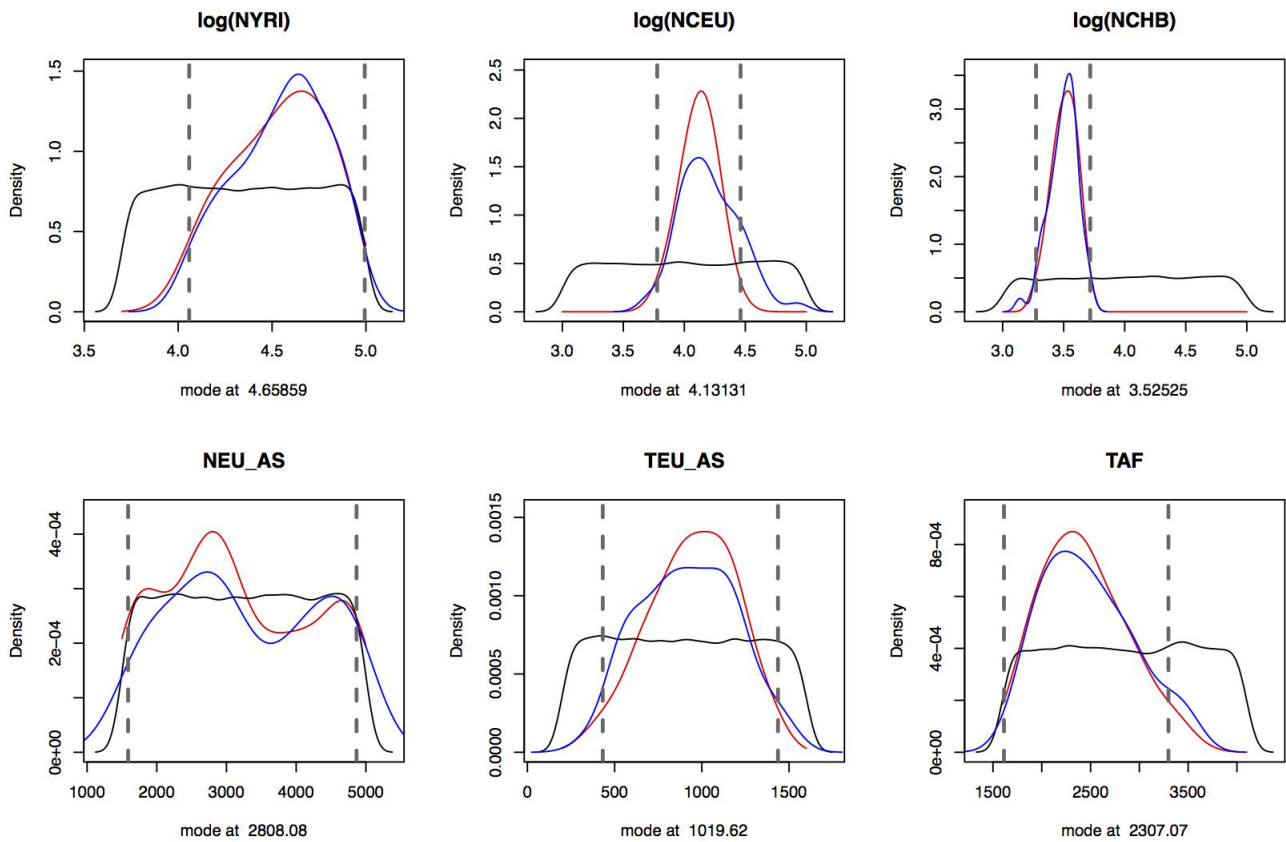 log(NYRI)
Density
0.0 0.5 1.0 1.5
3.5 4.0 4.5 5.0
mode at 4.65859
log(NCEU)
Density
0.0 0.5 1.0 1.5 2.0 2.5
3.0 3.5 4.0 4.5 5.0
mode at 4.13131
log(NCHB)
Density
0.0 1.0 2.0 3.0
3.0 3.5 4.0 4.5 5.0
mode at 3.52525
NEU_AS
Density
0e+00 2e-04 4e-04
1000 2000 3000 4000 5000
mode at 2808.08
TEU_AS
Density
0.0000 0.0005 0.0010 0.0015
0 500 1000 1500
mode at 1019.62
TAF
Density
0e+00 4e-04 8e-04
1500 2500 3500
mode at 2307.07